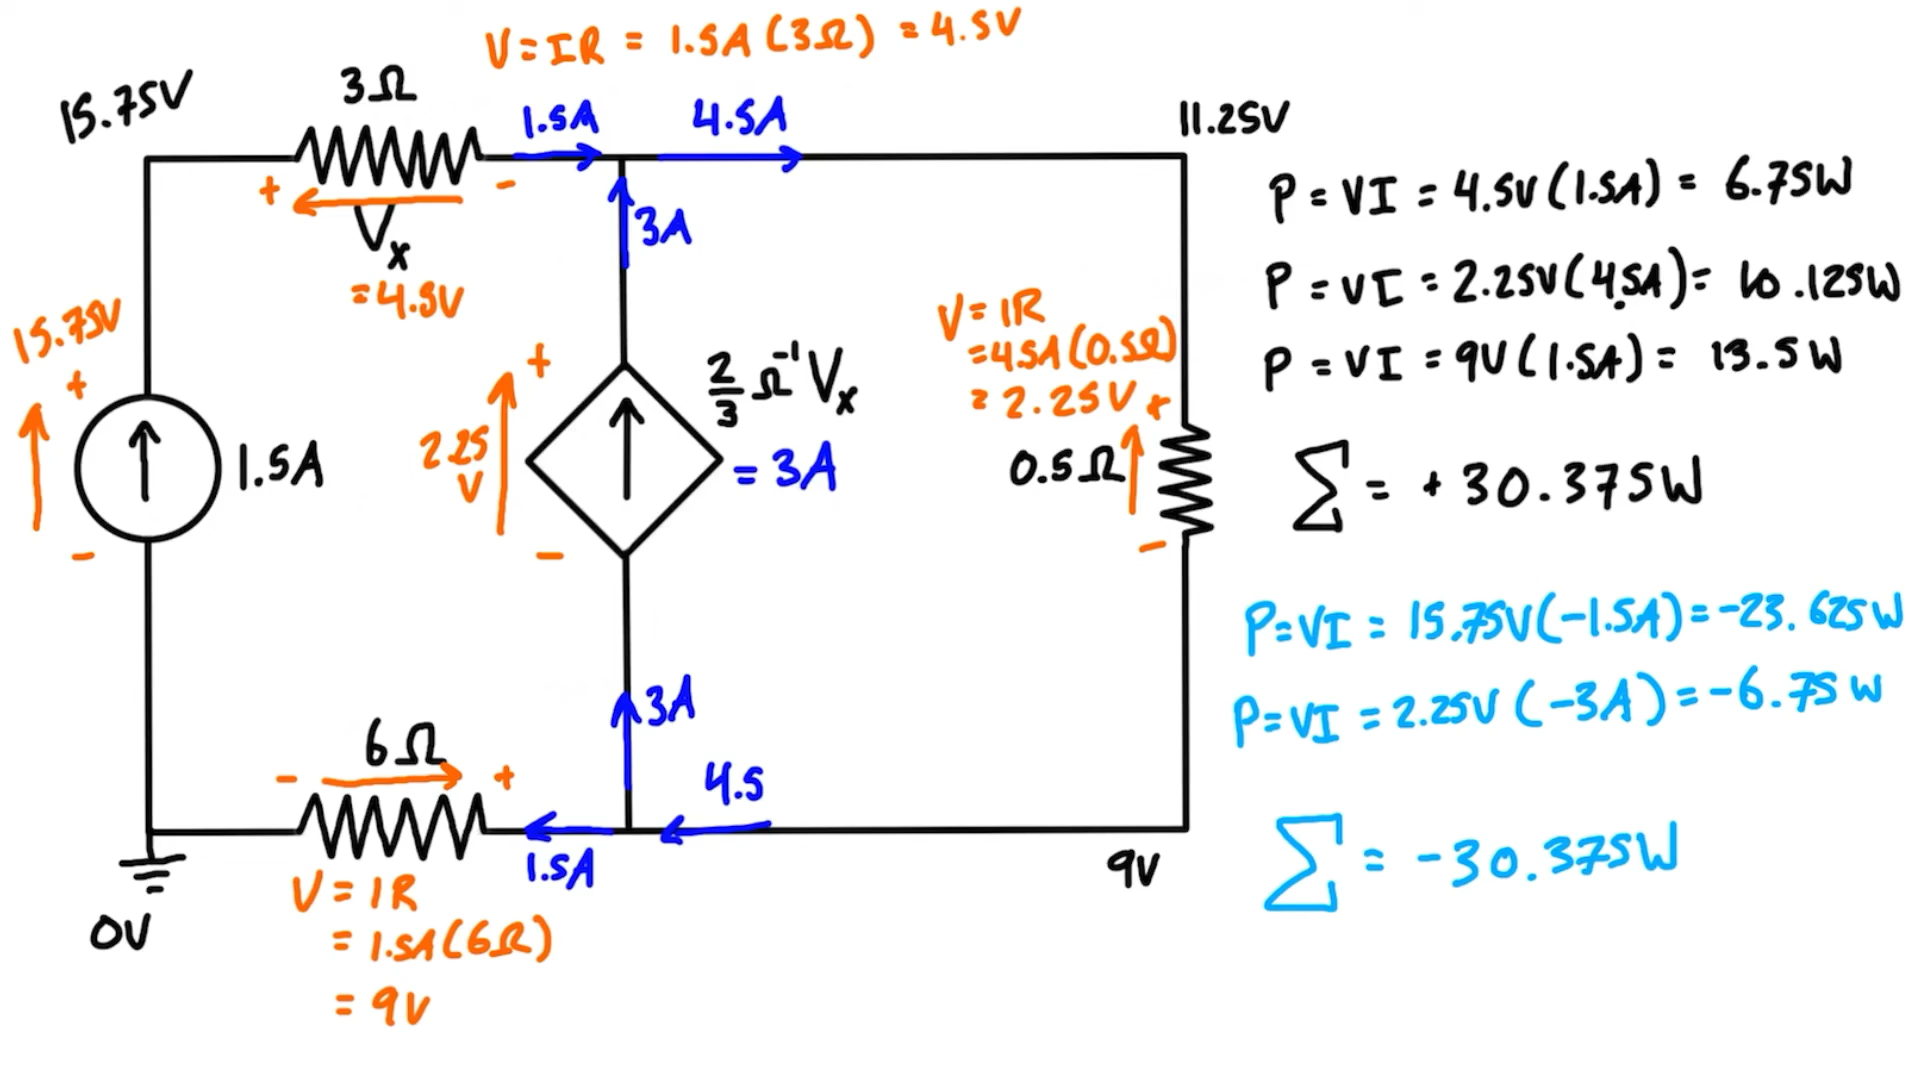 V = IR = 1.5A (3Ω) = 4.5V
15.75V
3Ω
1.5A
4.5A
11.25V
+
-
Vx
= 4.5V
3A
P = VI = 4.5V (1.5A) = 6.75W
P = VI = 2.25V (4.5A) = 10.125W
P = VI = 9V (1.5A) = 13.5W
15.75V
+
-
1.5A
+
2.25
V
-
2/3 Ω⁻¹ Vx
= 3A
V = IR
= 4.5A (0.5Ω)
= 2.25V
+
0.5Ω
-
Σ = +30.375W
P = VI = 15.75V (-1.5A) = -23.625W
P = VI = 2.25V (-3A) = -6.75W
Σ = -30.375W
6Ω
-
+
3A
4.5
1.5A
9V
0V
V = IR
= 1.5A (6Ω)
= 9V